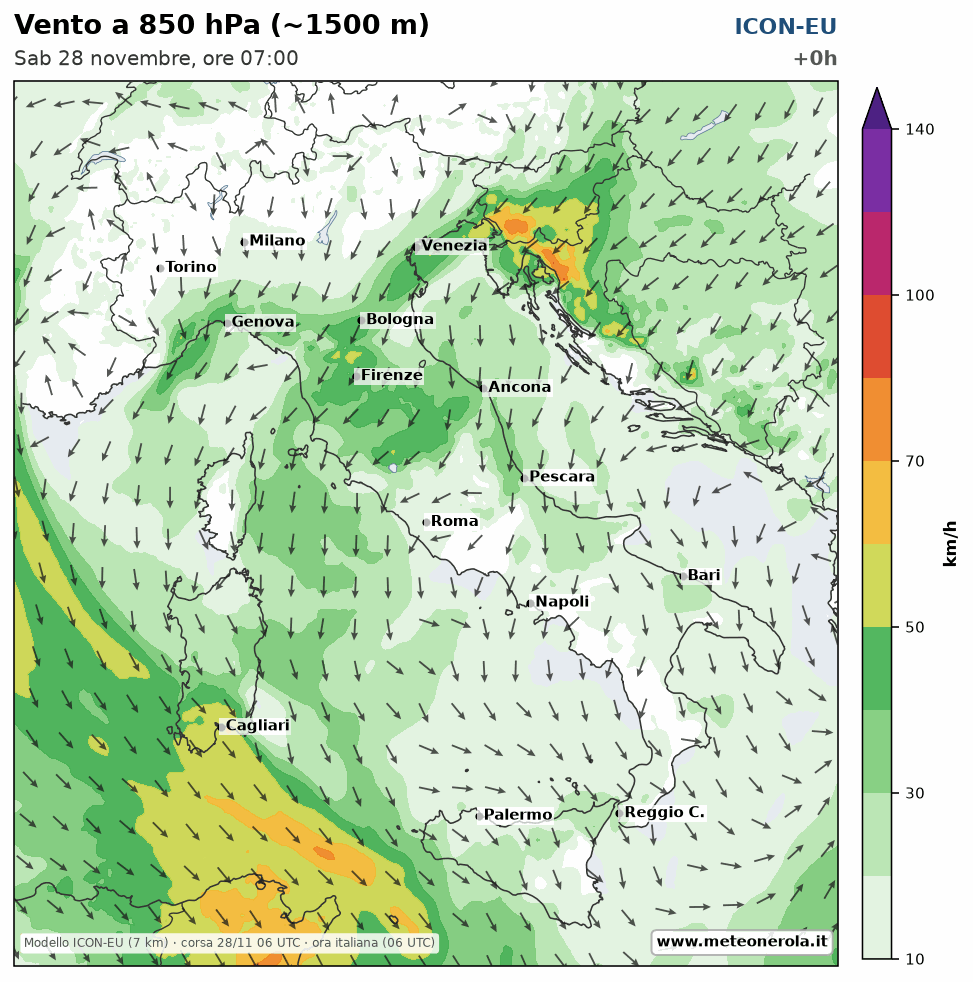 Vento a 850 hPa (~1500 m)
ICON-EU
Sab 28 novembre, ore 07:00
+0h
140
Venezia
Milano
Torino
100
Genova
Bologna
Firenze
Ancona
70
Pescara
Roma
km/h
Bari
Napoli
50
Cagliari
30
Palermo
Reggio C.
Modello ICON-EU (7 km) · corsa 28/11 06 UTC · ora italiana (06 UTC)
www.meteonerola.it
10